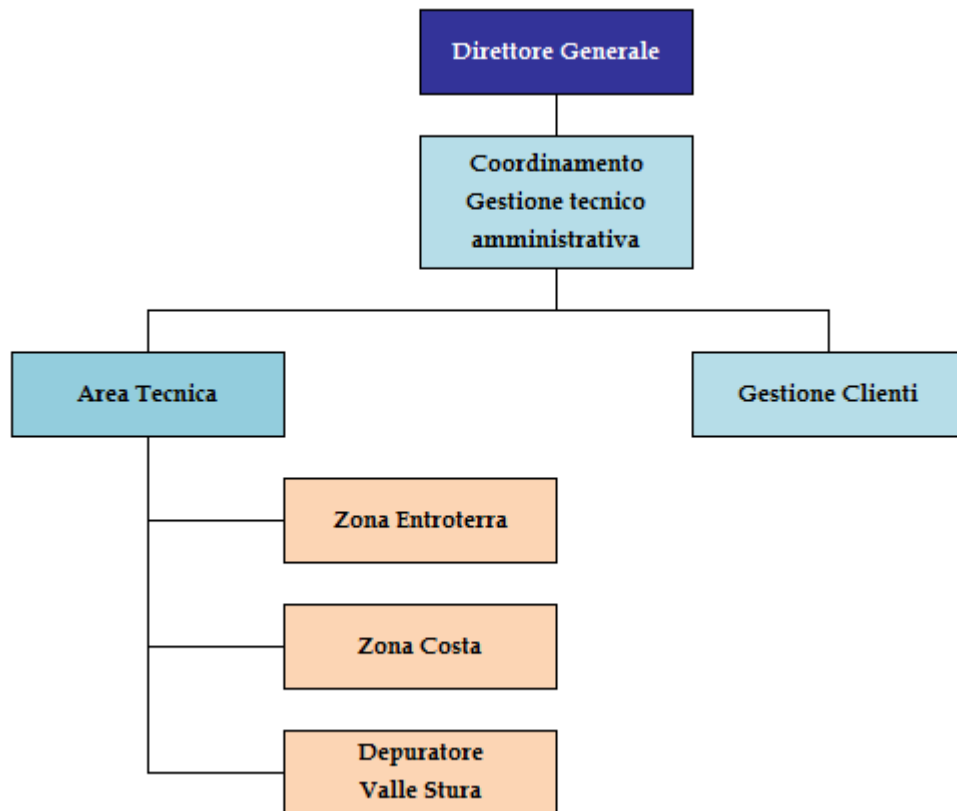 Direttore Generale
Coordinamento
Gestione tecnico
amministrativa
Area Tecnica
Gestione Clienti
Zona Entroterra
Zona Costa
Depuratore
Valle Stura